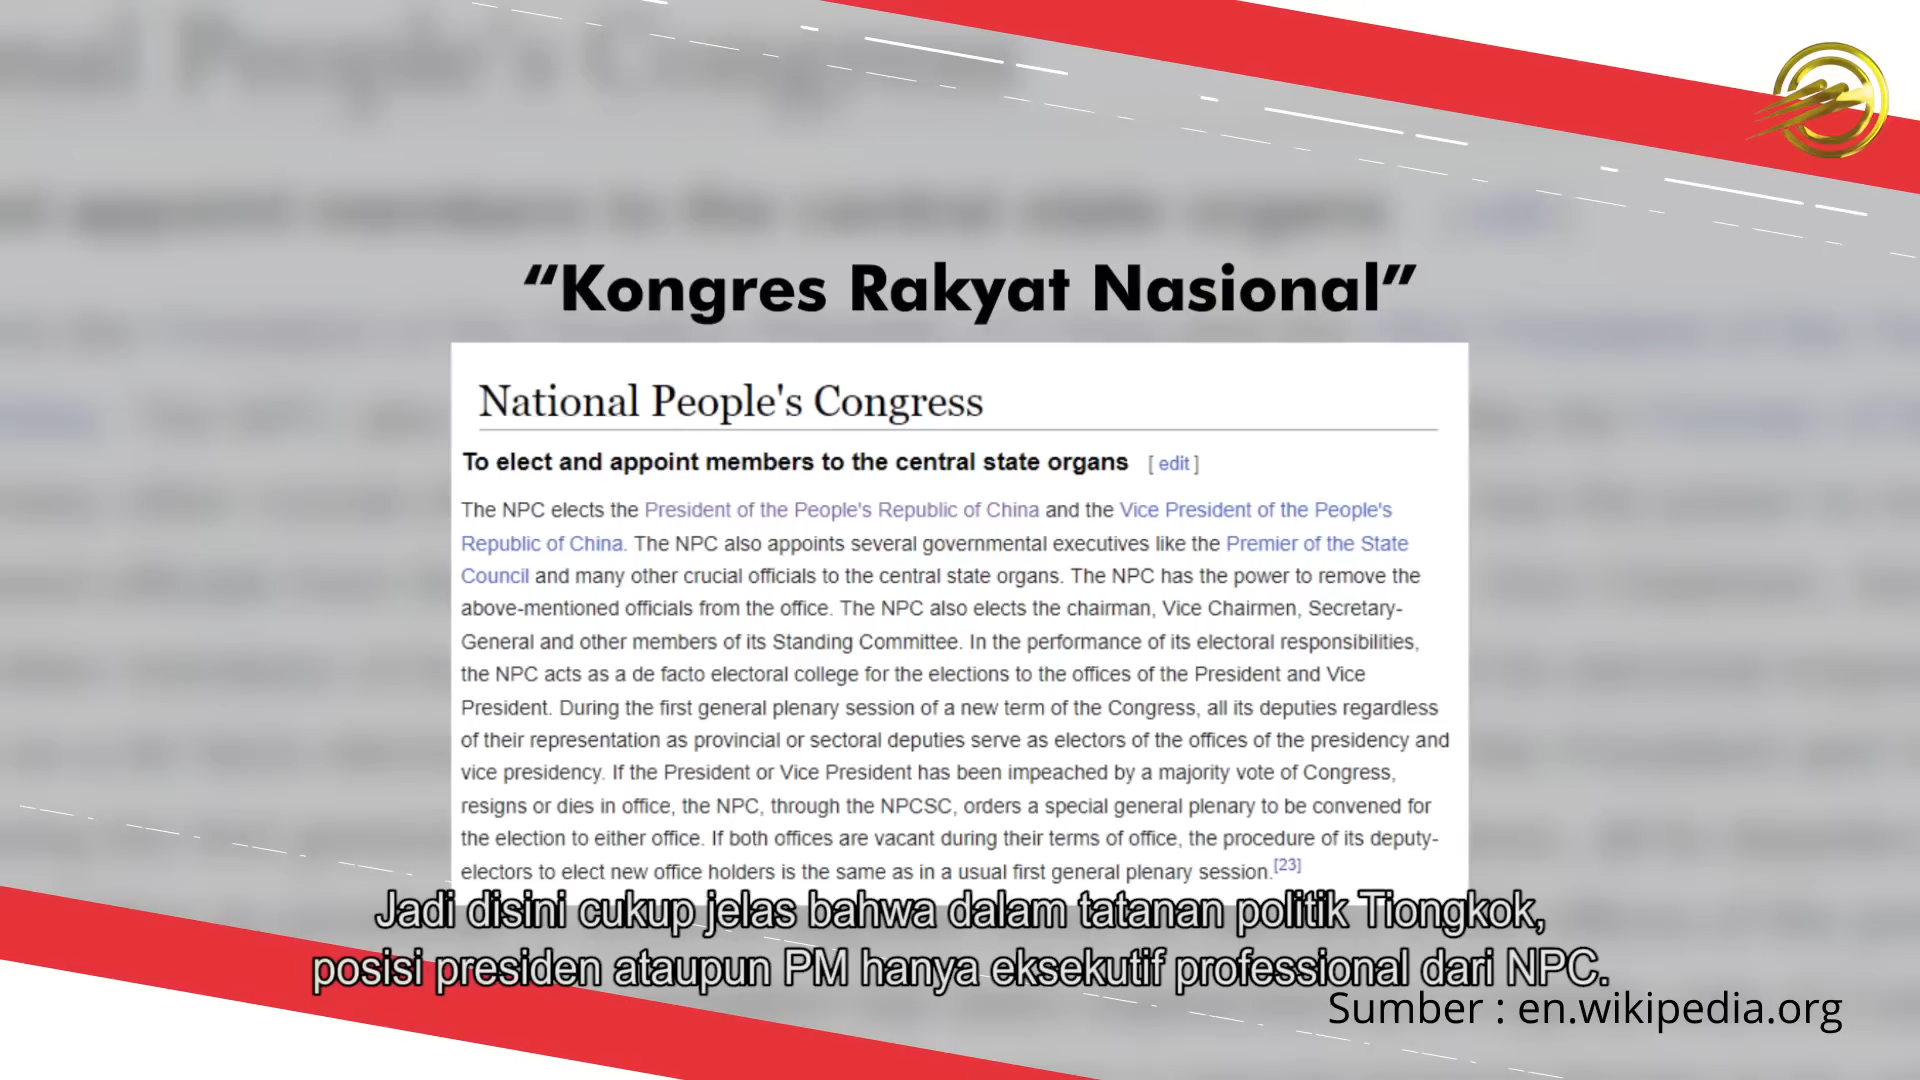 “Kongres Rakyat Nasional”
National People's Congress
To elect and appoint members to the central state organs [ edit ]
The NPC elects the President of the People's Republic of China and the Vice President of the People's
Republic of China. The NPC also appoints several governmental executives like the Premier of the State
Council and many other crucial officials to the central state organs. The NPC has the power to remove the
above-mentioned officials from the office. The NPC also elects the chairman, Vice Chairmen, Secretary-
General and other members of its Standing Committee. In the performance of its electoral responsibilities,
the NPC acts as a de facto electoral college for the elections to the offices of the President and Vice
President. During the first general plenary session of a new term of the Congress, all its deputies regardless
of their representation as provincial or sectoral deputies serve as electors of the offices of the presidency and
vice presidency. If the President or Vice President has been impeached by a majority vote of Congress,
resigns or dies in office, the NPC, through the NPCSC, orders a special general plenary to be convened for
the election to either office. If both offices are vacant during their terms of office, the procedure of its deputy-
electors to elect new office holders is the same as in a usual first general plenary session.[23]
Jadi disini cukup jelas bahwa dalam tatanan politik Tiongkok,
posisi presiden ataupun PM hanya eksekutif professional dari NPC.
Sumber : en.wikipedia.org